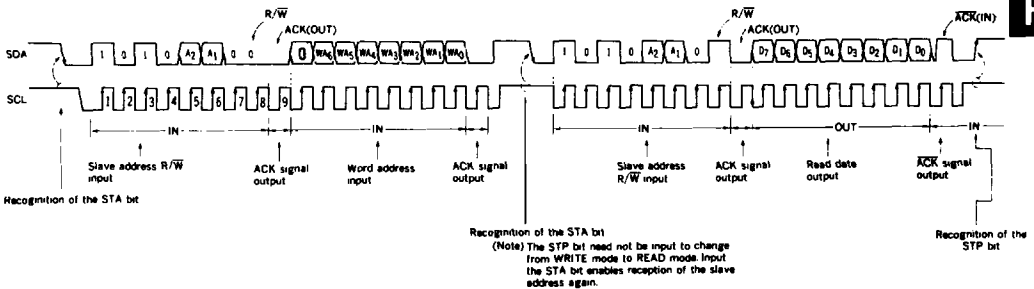 R/W̅ R/W̅
ACK(OUT) ACK(OUT) A̅C̅K̅(IN)
SDA 1 0 1 0 A2 A1 0 0 0 WA6 WA5 WA4 WA3 WA2 WA1 WA0 1 0 1 0 A2 A1 0 1 D7 D6 D5 D4 D3 D2 D1 D0
SCL 1 2 3 4 5 6 7 8 9
IN IN IN OUT IN
Slave address R/W̅ input
ACK signal output
Word address input
ACK signal output
Slave address R/W̅ input
ACK signal output
Read date output
A̅C̅K̅ signal output
Recoginition of the STA bit
Recognition of the STA bit
(Note) The STP bit need not be input to change
from WRITE mode to READ mode. Input
the STA bit enables reception of the slave
address again.
Recognition of the
STP bit